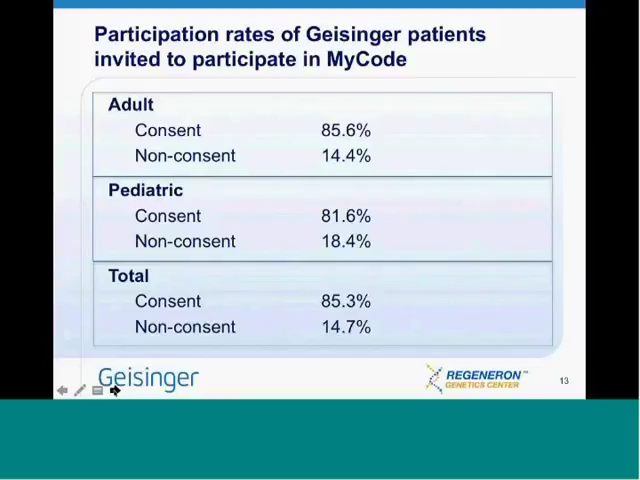 Participation rates of Geisinger patients
invited to participate in MyCode
Adult
Consent 85.6%
Non-consent 14.4%
Pediatric
Consent 81.6%
Non-consent 18.4%
Total
Consent 85.3%
Non-consent 14.7%
Geisinger
REGENERON™
GENETICS CENTER
13